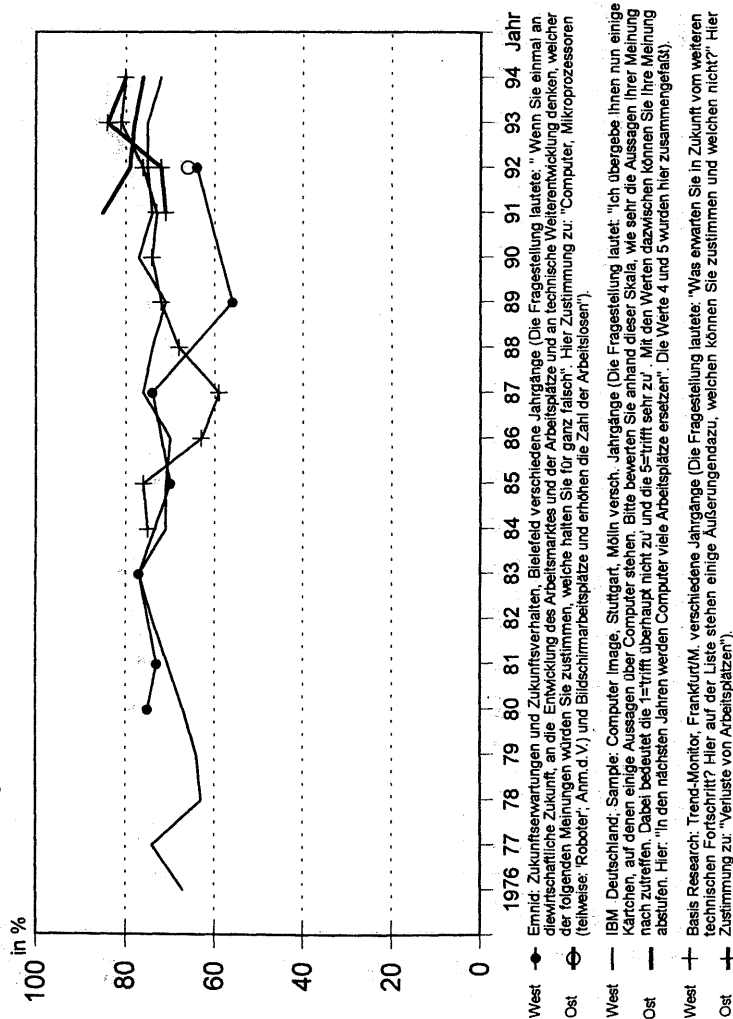 in %
100
80
60
40
20
0
1976 77 78 79 80 81 82 83 84 85 86 87 88 89 90 91 92 93 94 Jahr
West Emnid: Zukunftserwartungen und Zukunftsverhalten, Bielefeld verschiedene Jahrgänge (Die Fragestellung lautete: " Wenn Sie einmal an
diewirtschaftliche Zukunft, an die Entwicklung des Arbeitsmarktes und der Arbeitsplätze und an technische Weiterentwicklung denken, welcher
der folgenden Meinungen würden Sie zustimmen, welche halten Sie für ganz falsch". Hier Zustimmung zu: "Computer, Mikroprozessoren
Ost (teilweise: 'Roboter'; Anm.d.V.) und Bildschirmarbeitsplätze und erhöhen die Zahl der Arbeitslosen").
West IBM Deutschland; Sample: Computer Image, Stuttgart, Mölln versch. Jahrgänge (Die Fragestellung lautet: "Ich übergebe Ihnen nun einige
Kärtchen, auf denen einige Aussagen über Computer stehen. Bitte bewerten Sie anhand dieser Skala, wie sehr die Aussagen Ihrer Meinung
Ost nach zutreffen. Dabei bedeutet die 1='trifft überhaupt nicht zu' und die 5='trifft sehr zu'. Mit den Werten dazwischen können Sie Ihre Meinung
abstufen. Hier: "In den nächsten Jahren werden Computer viele Arbeitsplätze ersetzen". Die Werte 4 und 5 wurden hier zusammengefaßt).
West Basis Research: Trend-Monitor, Frankfurt/M. verschiedene Jahrgänge (Die Fragestellung lautete: "Was erwarten Sie in Zukunft vom weiteren
technischen Fortschritt? Hier auf der Liste stehen einige Äußerungendazu, welchen können Sie zustimmen und welchen nicht?" Hier
Ost Zustimmung zu: "Verluste von Arbeitsplätzen").